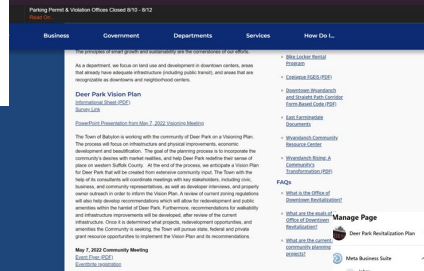 Parking Permit & Violation Offices Closed 8/10 - 8/12
Read On...
Business Government Departments Services How Do I...
The principles of smart growth and sustainability are the cornerstones of our efforts.
As a department, we focus on land use and development in downtown centers, areas
that already have adequate infrastructure (including public transit), and areas that are
recognizable as downtowns and neighborhood centers.
Deer Park Vision Plan
Informational Sheet (PDF)
Survey Link
PowerPoint Presentation from May 7, 2022 Visioning Meeting
The Town of Babylon is working with the community of Deer Park on a Visioning Plan.
The process will focus on infrastructure and physical improvements, economic
development and beautification. The goal of the planning process is to incorporate the
community's desires with market realities, and help Deer Park redefine their sense of
place on western Suffolk County. At the end of the process, we anticipate a Vision Plan
for Deer Park that will be created from extensive community input. The Town with the
help of its consultants will coordinate meetings with key stakeholders, including civic,
business, and community representatives, as well as developer interviews, and property
owner outreach in order to inform the Vision Plan. A review of current zoning regulations
will also help develop recommendations which will allow for redevelopment and public
amenities within the hamlet of Deer Park. Furthermore, recommendations for walkability
and infrastructure improvements will be developed, after review of the current
infrastructure. Once it is determined what projects, redevelopment opportunities, and
amenities the Community is seeking, the Town will pursue state, federal and private
grant resource opportunities to implement the Vision Plan and its recommendations.
May 7, 2022 Community Meeting
Event Flyer (PDF)
Eventbrite registration
Bike Locker Rental
Program
Copiague FGEIS (PDF)
Downtown Wyandanch
and Straight Path Corridor
Form-Based Code (PDF)
East Farmingdale
Documents
Wyandanch Community
Resource Center
Wyandanch Rising: A
Community's
Transformation (PDF)
FAQs
What is the Office of
Downtown Revitalization?
What are the goals of
Office of Downtown
Revitalization?
What are the current
community planning
projects?
Manage Page
Deer Park Revitalization Plan
Meta Business Suite